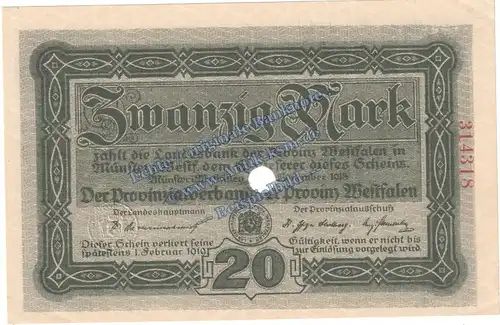 Zwanzig Mark
zahlt die Landesbank der Provinz Westfalen in
Münster Westf. dem Einlieferer dieses Scheins.
Münster 1918
Der Provinzialverband der Provinz Westfalen
Der Landeshauptmann
Der Provinzialausschuß
Dieser Schein verliert seine
spätestens 1. Februar 1919
Gültigkeit, wenn er nicht bis
zur Einlösung vorgelegt wird.
20
314318